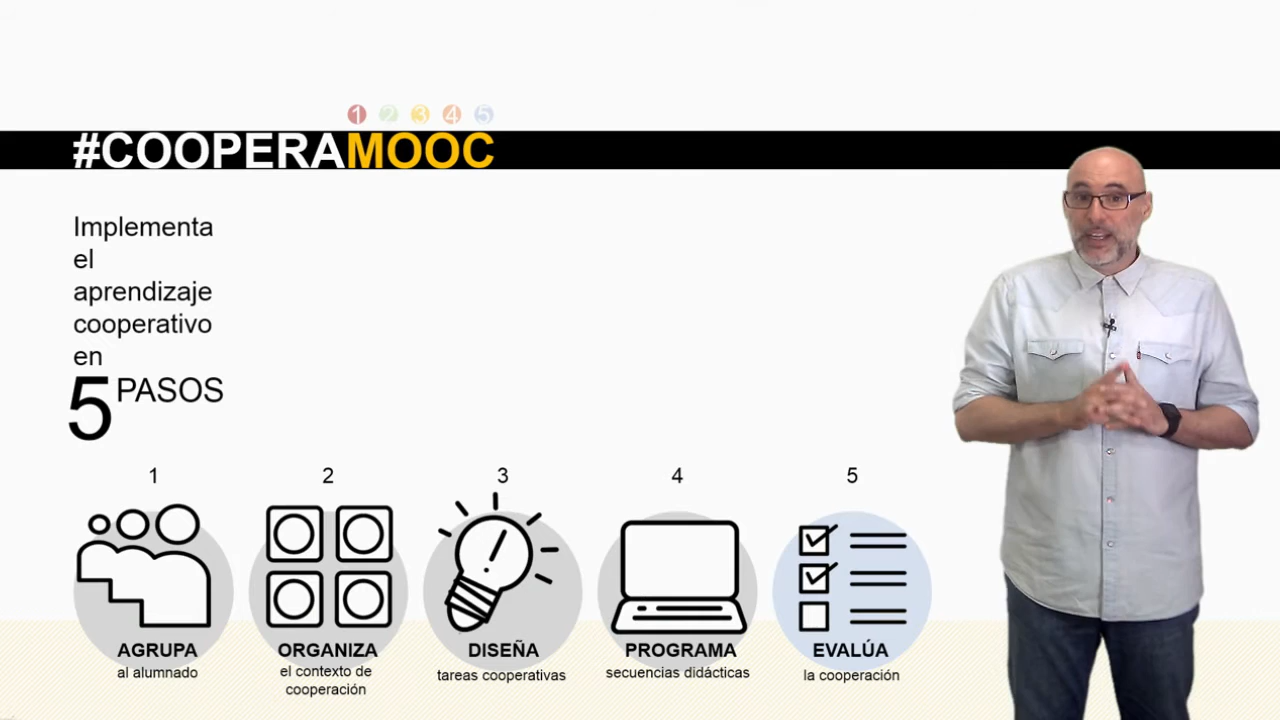 1 2 3 4 5
#COOPERAMOOC
Implementa
el
aprendizaje
cooperativo
en
5 PASOS
1 2 3 4 5
AGRUPA
al alumnado
ORGANIZA
el contexto de
cooperación
DISEÑA
tareas cooperativas
PROGRAMA
secuencias didácticas
EVALÚA
la cooperación